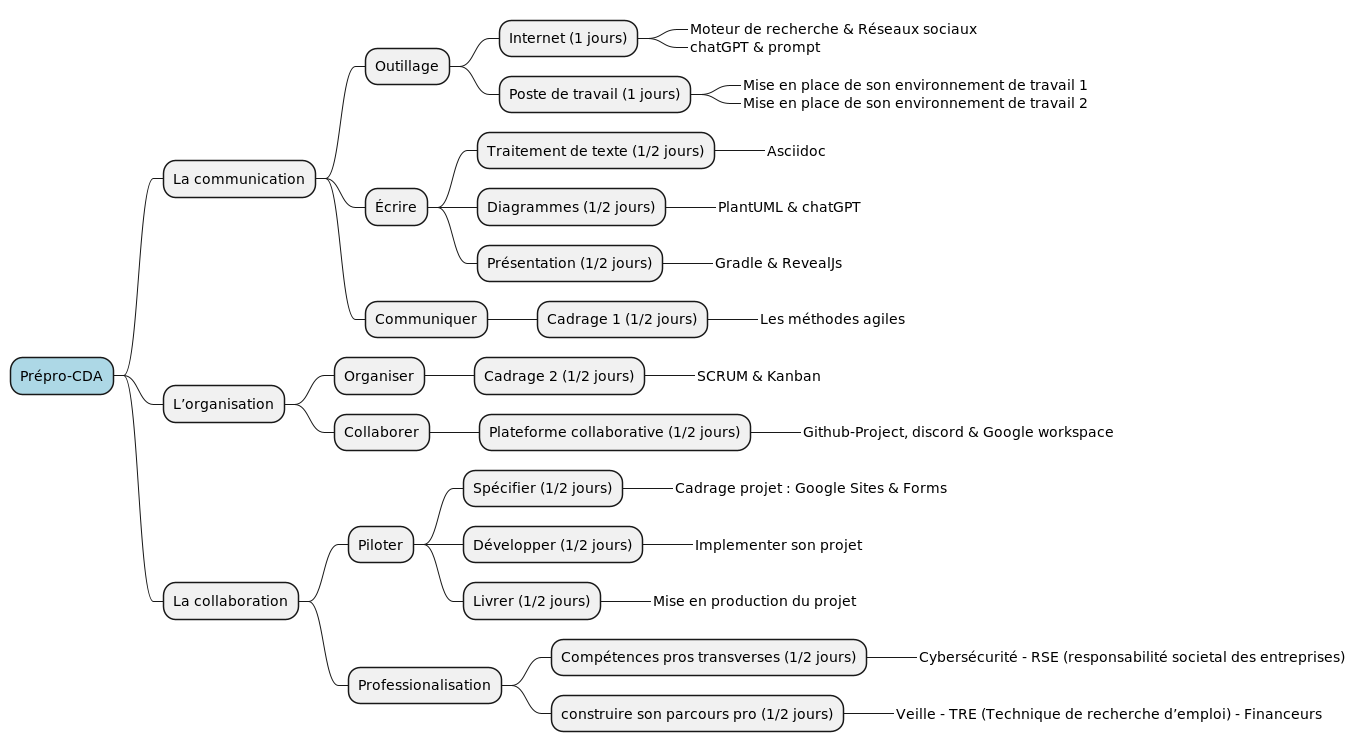 Prépro-CDA
La communication
Outillage
Internet (1 jours)
Moteur de recherche & Réseaux sociaux
chatGPT & prompt
Poste de travail (1 jours)
Mise en place de son environnement de travail 1
Mise en place de son environnement de travail 2
Écrire
Traitement de texte (1/2 jours)
Asciidoc
Diagrammes (1/2 jours)
PlantUML & chatGPT
Présentation (1/2 jours)
Gradle & RevealJs
Communiquer
Cadrage 1 (1/2 jours)
Les méthodes agiles
L’organisation
Organiser
Cadrage 2 (1/2 jours)
SCRUM & Kanban
Collaborer
Plateforme collaborative (1/2 jours)
Github-Project, discord & Google workspace
La collaboration
Piloter
Spécifier (1/2 jours)
Cadrage projet : Google Sites & Forms
Développer (1/2 jours)
Implementer son projet
Livrer (1/2 jours)
Mise en production du projet
Professionalisation
Compétences pros transverses (1/2 jours)
Cybersécurité - RSE (responsabilité societal des entreprises)
construire son parcours pro (1/2 jours)
Veille - TRE (Technique de recherche d’emploi) - Financeurs